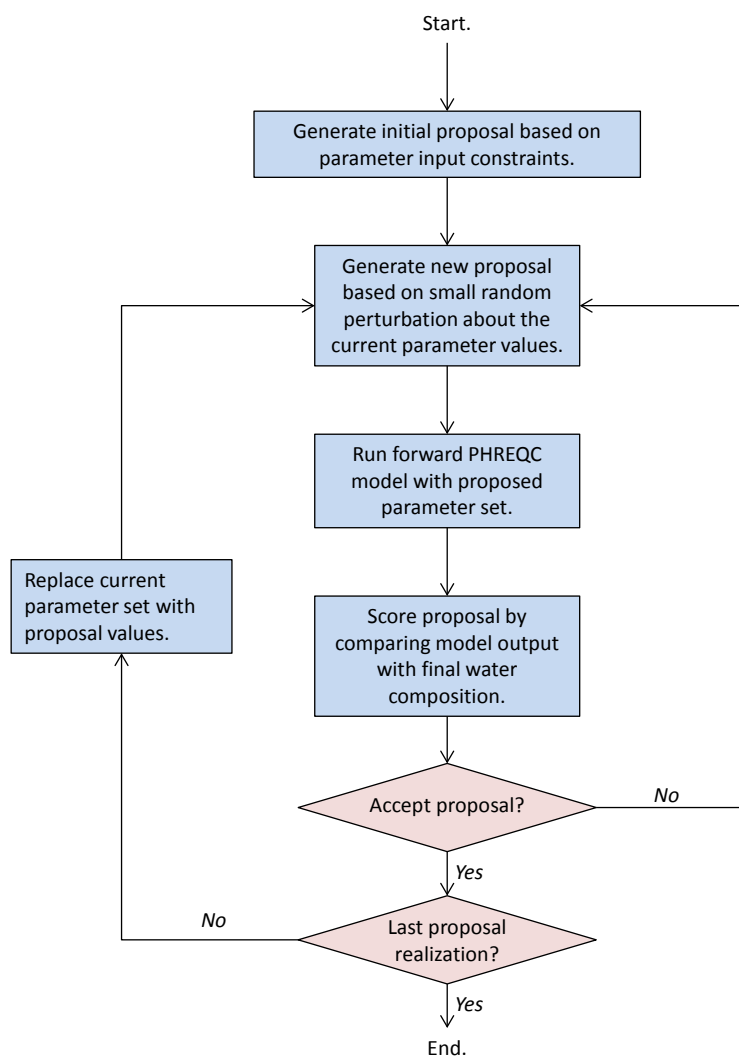 Start.
Generate initial proposal based on
parameter input constraints.
Generate new proposal
based on small random
perturbation about the
current parameter values.
Run forward PHREQC
model with proposed
parameter set.
Replace current
parameter set with
proposal values.
Score proposal by
comparing model output
with final water
composition.
Accept proposal?
No
Yes
No
Last proposal
realization?
Yes
End.